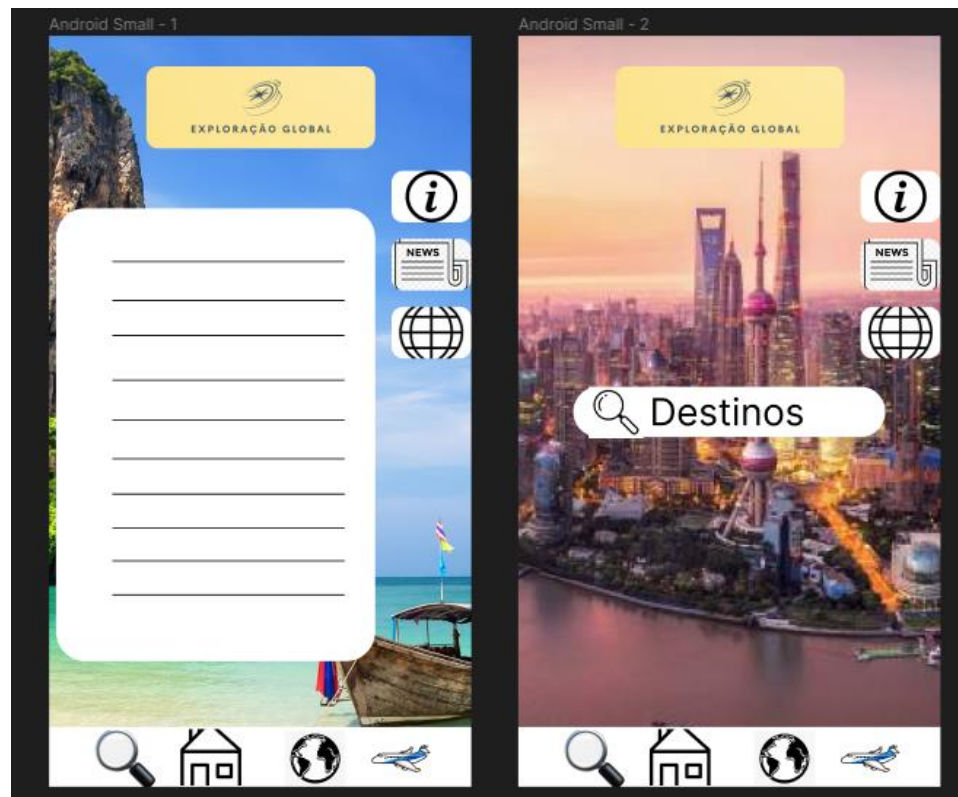 Android Small - 1
EXPLORAÇÃO GLOBAL
i
NEWS
Android Small - 2
EXPLORAÇÃO GLOBAL
i
NEWS
Destinos